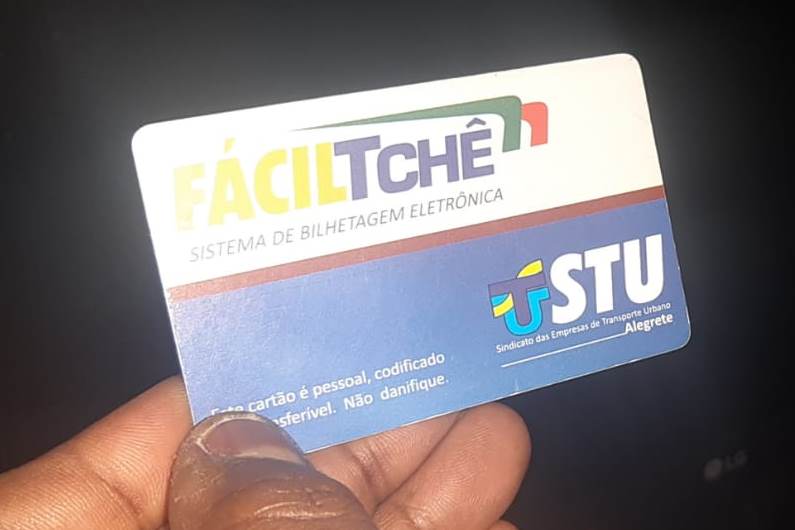 FÁCILTCHÊ
SISTEMA DE BILHETAGEM ELETRÔNICA
STU
Sindicato das Empresas de Transporte Urbano
Alegrete
cartão é pessoal, codificado
Não danifique.
LG